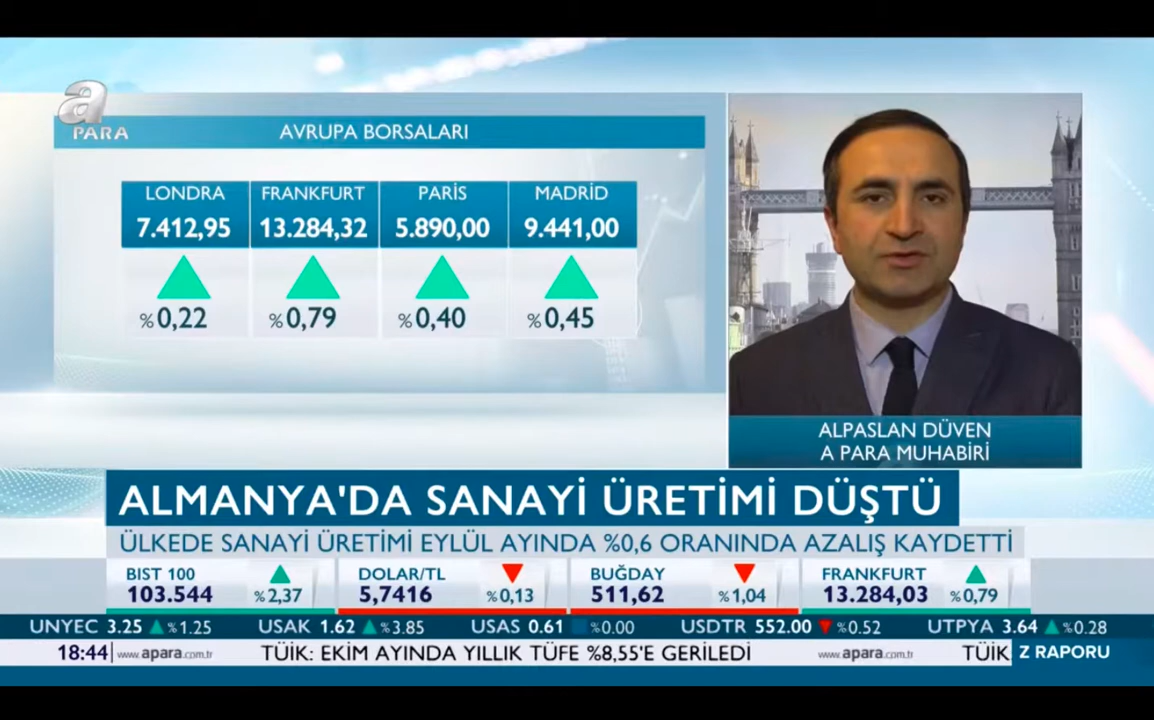 a
PARA
AVRUPA BORSALARI
LONDRA FRANKFURT PARİS MADRİD
7.412,95 13.284,32 5.890,00 9.441,00
%0,22 %0,79 %0,40 %0,45
ALPASLAN DÜVEN
A PARA MUHABİRİ
ALMANYA'DA SANAYİ ÜRETİMİ DÜŞTÜ
ÜLKEDE SANAYİ ÜRETİMİ EYLÜL AYINDA %0,6 ORANINDA AZALIŞ KAYDETTİ
BIST 100 DOLAR/TL BUĞDAY FRANKFURT
103.544 %2,37 5,7416 %0,13 511,62 %1,04 13.284,03 %0,79
UNYEC 3.25 %1.25 USAK 1.62 %3.85 USAS 0.61 %0.00 USDTR 552.00 %0.52 UTPYA 3.64 %0.28
18:44 www.apara.com.tr TÜİK: EKİM AYINDA YILLIK TÜFE %8,55'E GERİLEDİ www.apara.com.tr TÜİK Z RAPORU